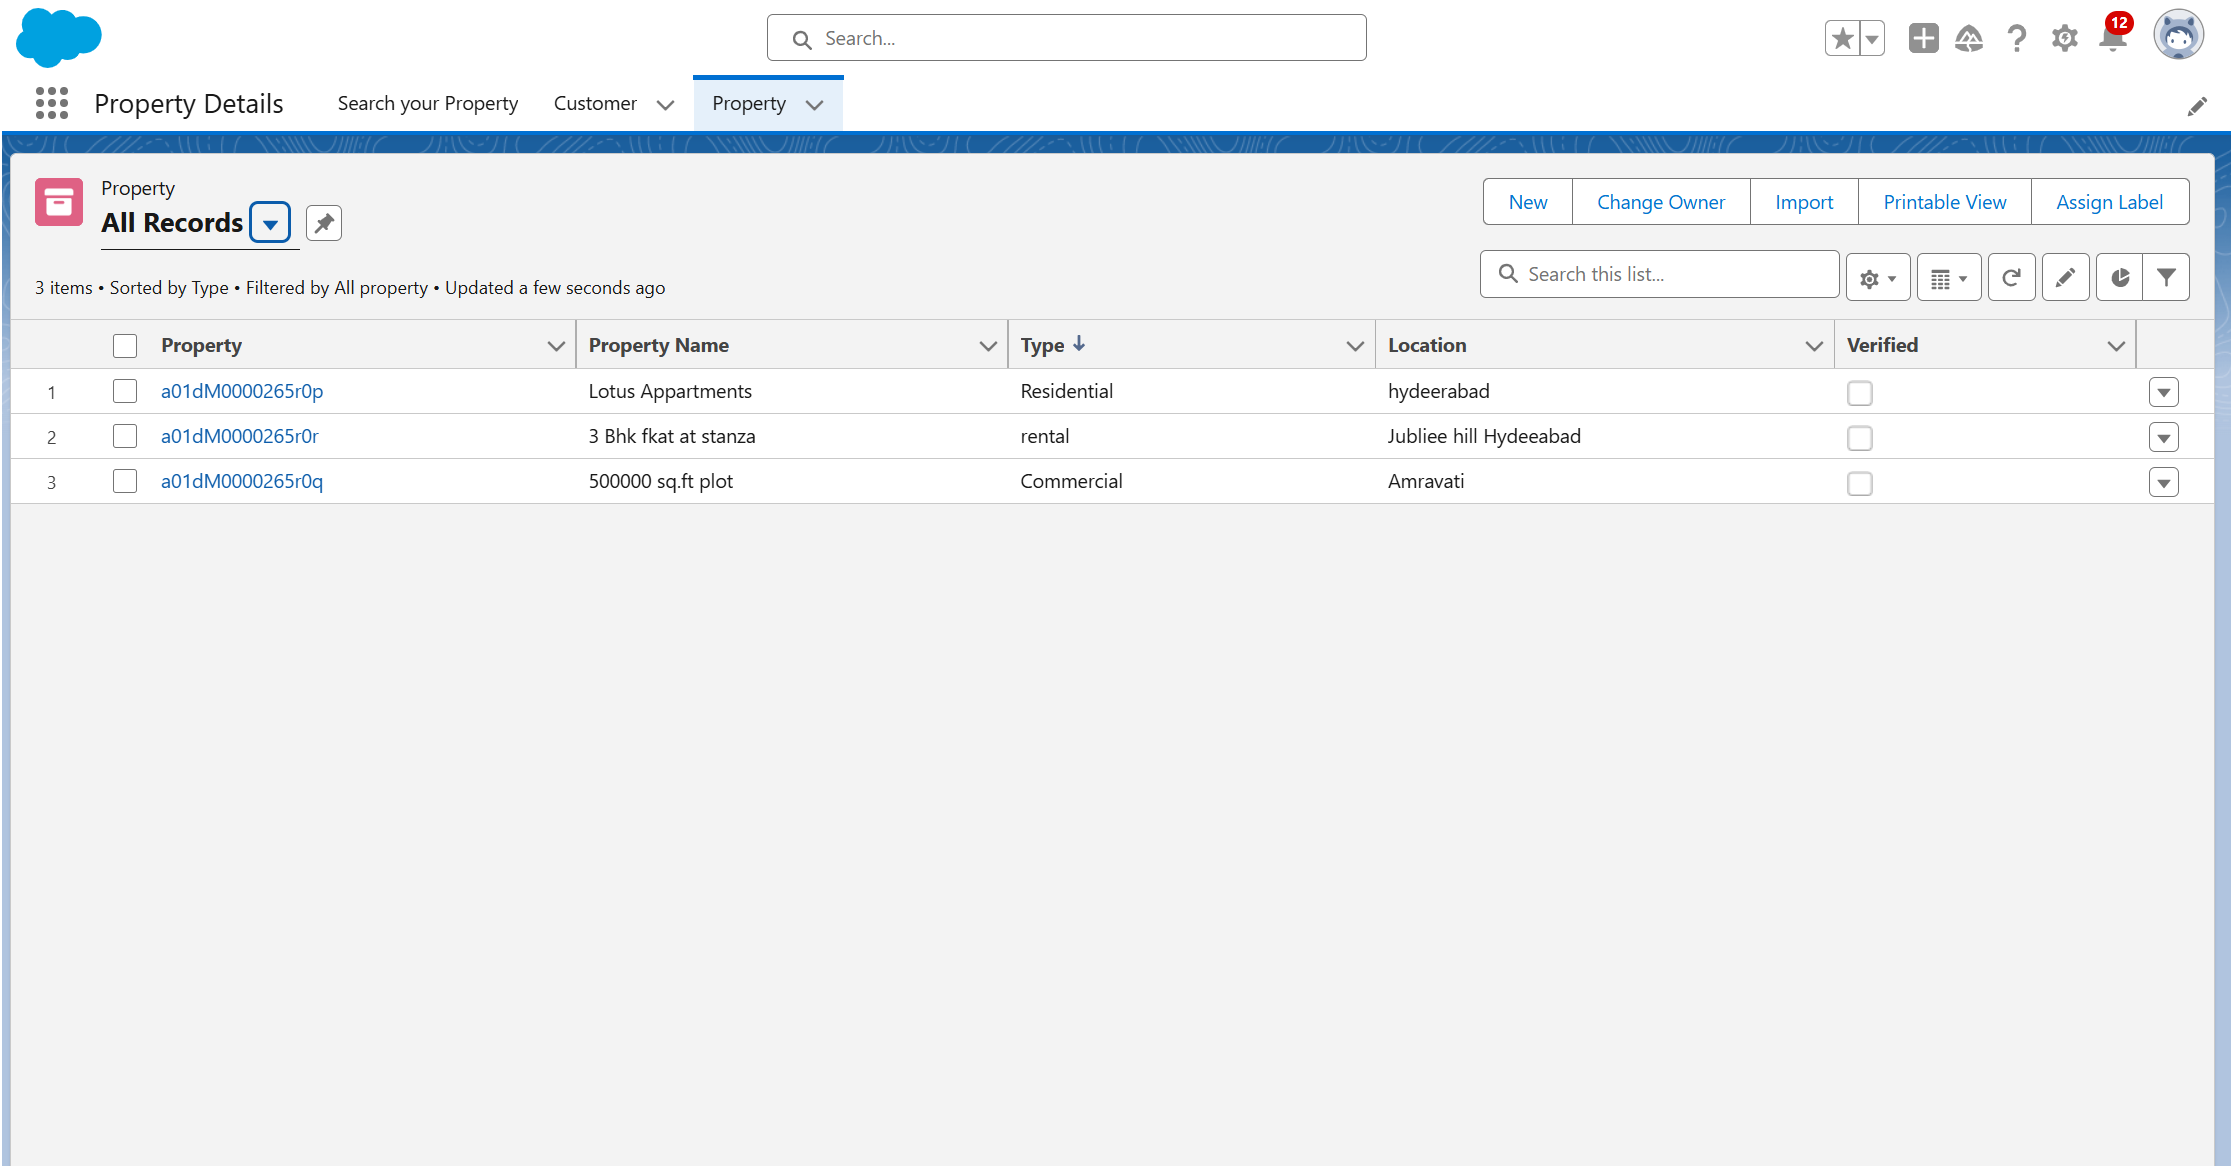 Search...
12
Property Details
Search your Property
Customer
Property
Property
All Records
New
Change Owner
Import
Printable View
Assign Label
3 items • Sorted by Type • Filtered by All property • Updated a few seconds ago
Search this list...
Property Property Name Type Location Verified
1 a01dM0000265r0p Lotus Appartments Residential hydeerabad
2 a01dM0000265r0r 3 Bhk fkat at stanza rental Jubliee hill Hydeeabad
3 a01dM0000265r0q 500000 sq.ft plot Commercial Amravati